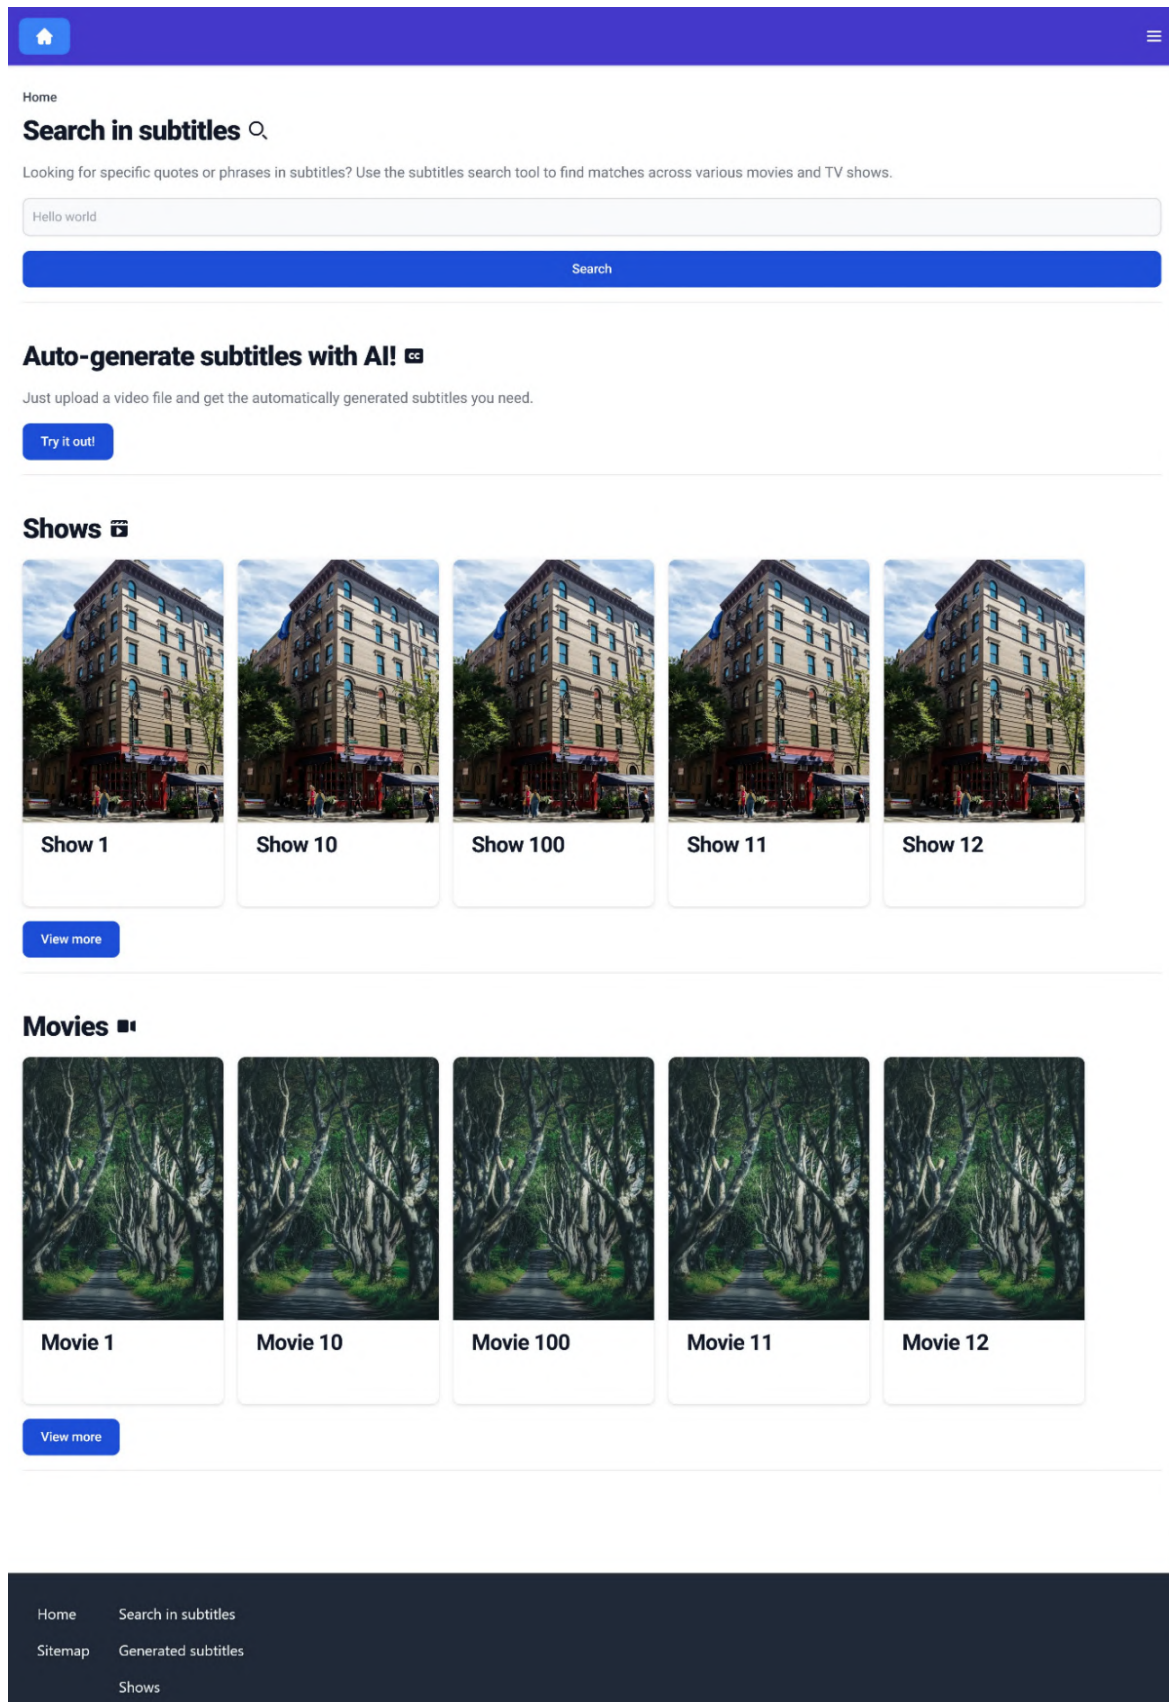 Home
Search in subtitles
Looking for specific quotes or phrases in subtitles? Use the subtitles search tool to find matches across various movies and TV shows.
Hello world
Search
Auto-generate subtitles with AI! CC
Just upload a video file and get the automatically generated subtitles you need.
Try it out!
Shows
Show 1
Show 10
Show 100
Show 11
Show 12
View more
Movies
Movie 1
Movie 10
Movie 100
Movie 11
Movie 12
View more
Home
Sitemap
Search in subtitles
Generated subtitles
Shows